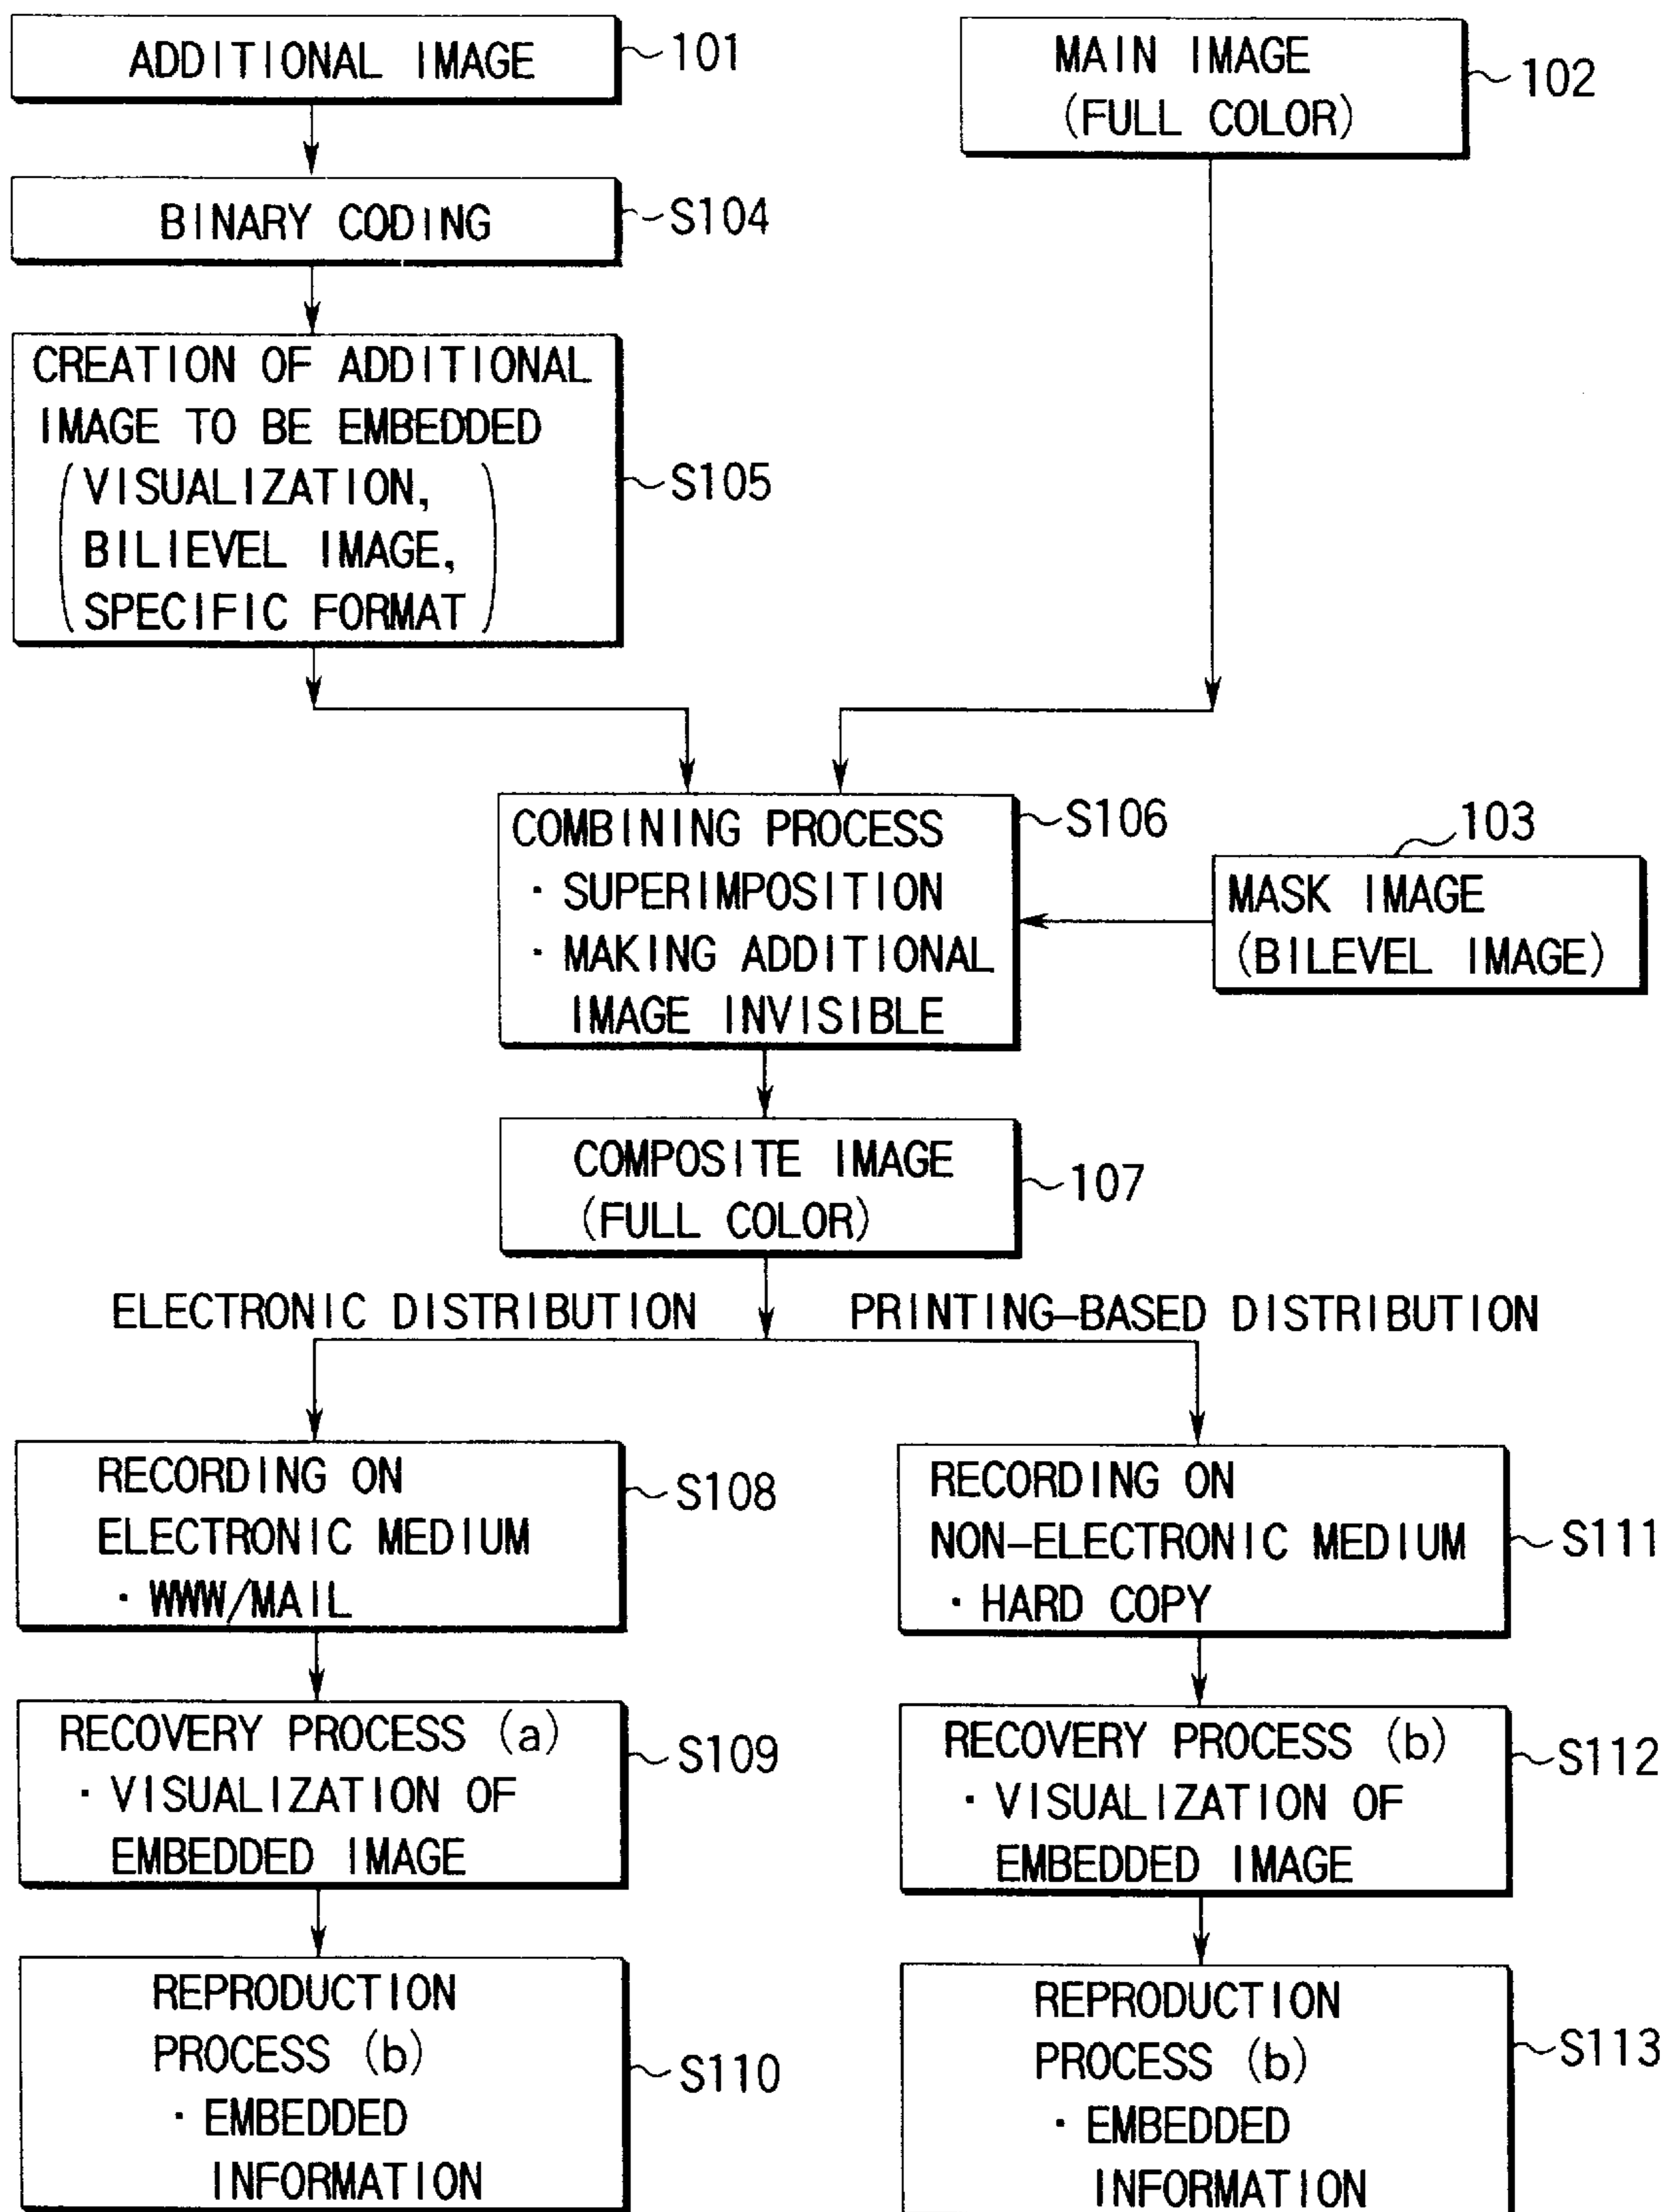 ADDITIONAL IMAGE
101
MAIN IMAGE
(FULL COLOR)
102
BINARY CODING
S104
CREATION OF ADDITIONAL
IMAGE TO BE EMBEDDED
(VISUALIZATION,
BILIEVEL IMAGE,
SPECIFIC FORMAT)
S105
COMBINING PROCESS
· SUPERIMPOSITION
· MAKING ADDITIONAL
IMAGE INVISIBLE
S106
103
MASK IMAGE
(BILEVEL IMAGE)
COMPOSITE IMAGE
(FULL COLOR)
107
ELECTRONIC DISTRIBUTION
PRINTING-BASED DISTRIBUTION
RECORDING ON
ELECTRONIC MEDIUM
· WWW/MAIL
S108
RECORDING ON
NON-ELECTRONIC MEDIUM
· HARD COPY
S111
RECOVERY PROCESS (a)
· VISUALIZATION OF
EMBEDDED IMAGE
S109
RECOVERY PROCESS (b)
· VISUALIZATION OF
EMBEDDED IMAGE
S112
REPRODUCTION
PROCESS (b)
· EMBEDDED
INFORMATION
S110
REPRODUCTION
PROCESS (b)
· EMBEDDED
INFORMATION
S113